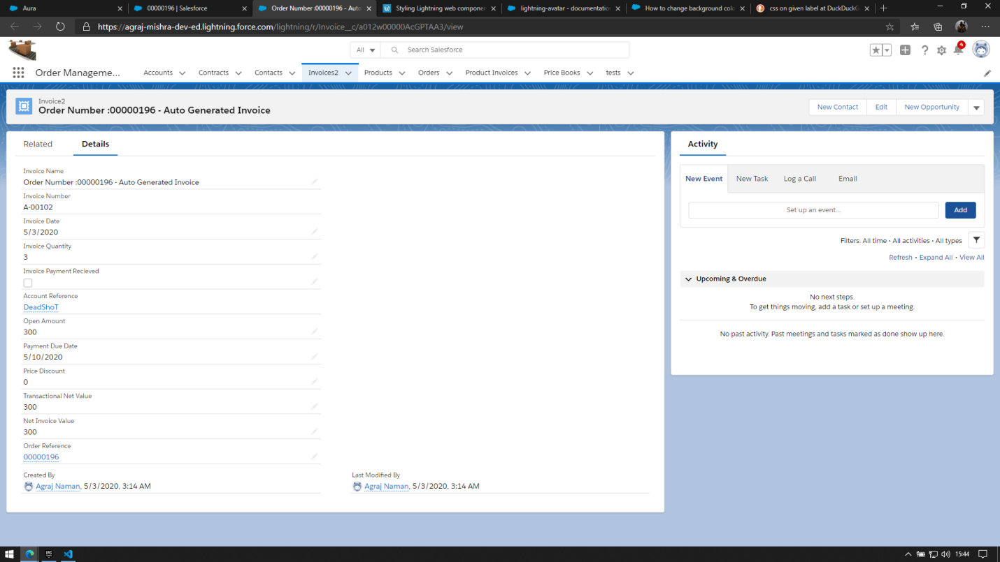 Aura
00000196 | Salesforce
Order Number :00000196 - Auto
Styling Lightning web componen
lightning-avatar - documentation
How to change background colo
css on given label at DuckDuckG
https://agraj-mishra-dev-ed.lightning.force.com/lightning/r/Invoice__c/a012w00000AcGPTAA3/view
All
Search Salesforce
4
Order Manageme...
Accounts
Contracts
Contacts
Invoices2
Products
Orders
Product Invoices
Price Books
tests
Invoice2
Order Number :00000196 - Auto Generated Invoice
New Contact
Edit
New Opportunity
Related
Details
Invoice Name
Order Number :00000196 - Auto Generated Invoice
Invoice Number
A-00102
Invoice Date
5/3/2020
Invoice Quantity
3
Invoice Payment Recieved
Account Reference
DeadShoT
Open Amount
300
Payment Due Date
5/10/2020
Price Discount
0
Transactional Net Value
300
Net Invoice Value
300
Order Reference
00000196
Created By
Agraj Naman, 5/3/2020, 3:14 AM
Last Modified By
Agraj Naman, 5/3/2020, 3:14 AM
Activity
New Event
New Task
Log a Call
Email
Set up an event...
Add
Filters: All time • All activities • All types
Refresh • Expand All • View All
Upcoming & Overdue
No next steps.
To get things moving, add a task or set up a meeting.
No past activity. Past meetings and tasks marked as done show up here.
15:44